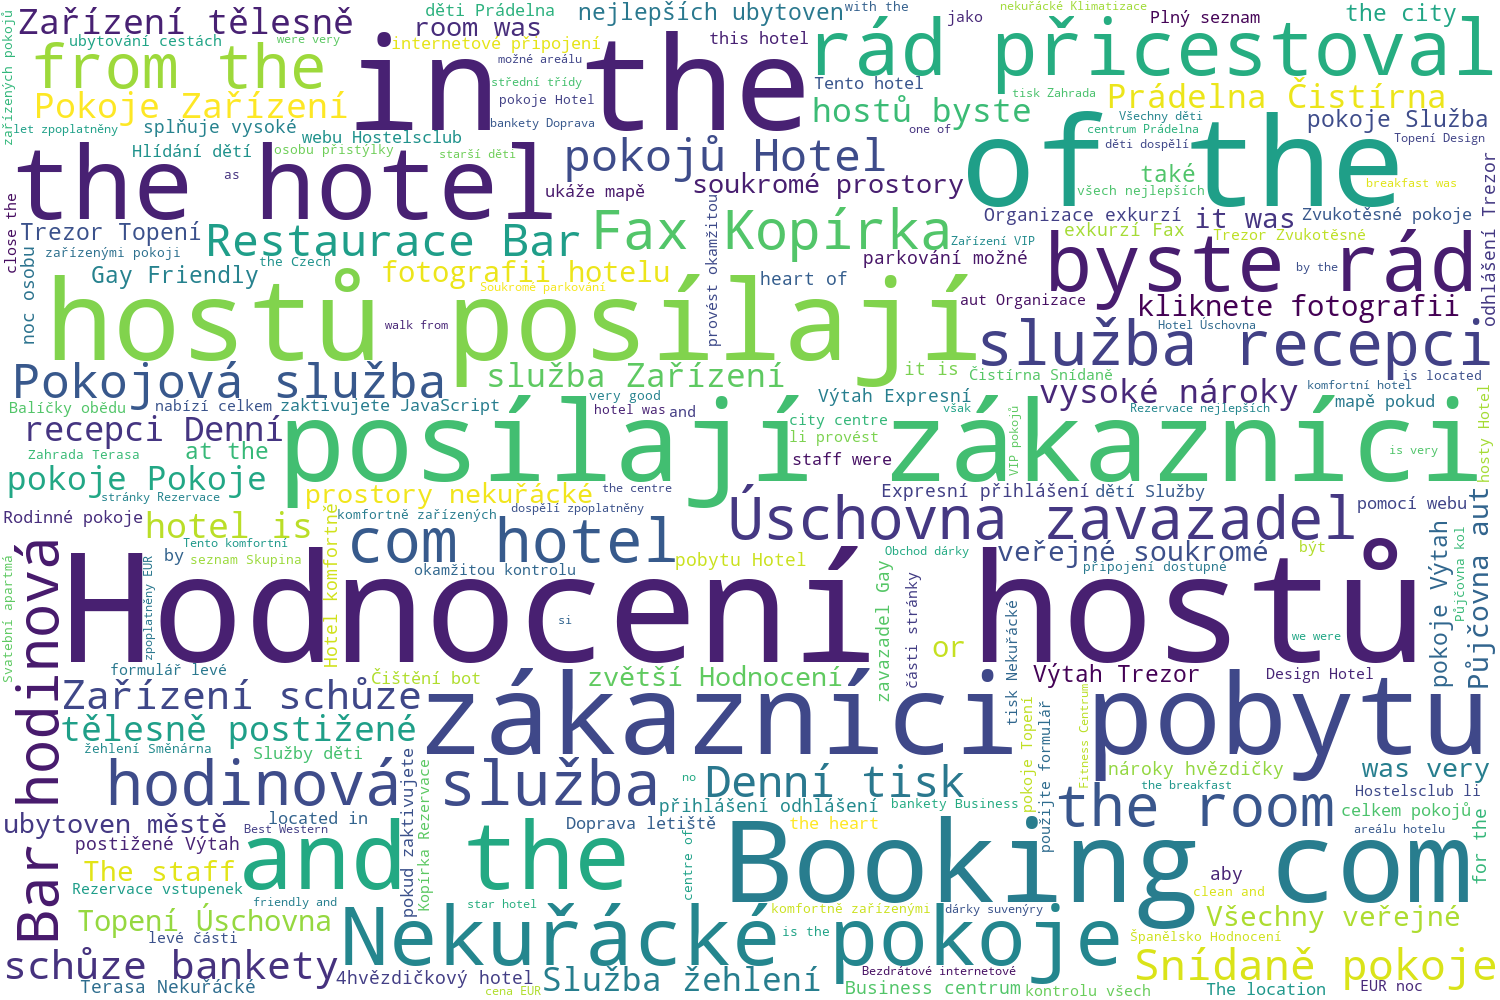 Zařízení tělesně
děti Prádelna
nejlepších ubytoven
with the
jako
nekuřácké Klimatizace
Plný seznam
the city
ubytování cestách
were very
room was
internetové připojení
this hotel
rád přicestoval
zařízených pokojů
from the
in the
možné areálu
střední třídy
Tento hotel
tisk Zahrada
Prádelna Čistírna
Pokoje Zařízení
pokoje Hotel
hostů byste
let zpoplatněny
splňuje vysoké
webu Hostelsclub
bankety Doprava
one of
Všechny děti
centrum Prádelna
pokoje Služba
Topení Design
Hlídání dětí
osobu přistýlky
starší děti
pokojů Hotel
of the
děti dospělí
the hotel
as
ukáže mapě
soukromé prostory
také
všech nejlepších
breakfast was
odhlášení Trezor
close the
Trezor Topení
Restaurace Bar
Fax Kopírka
Organizace exkurzí
it was
Zvukotěsné pokoje
exkurzí Fax
Trezor Zvukotěsné
zařízenými pokoji
the Czech
Zařízení VIP
noc osobu
Gay Friendly
fotografii hotelu
provést okamžitou
heart of
parkování možné
byste rád
by the
Soukromé parkování
hostů posílají
walk from
aut Organizace
kliknete fotografii
Hotel Úschovna
služba recepci
Pokojová služba
služba Zařízení
it is
Čistírna Snídaně
is located
vysoké nároky
komfortní hotel
Balíčky obědu
nabízí celkem
zaktivujete JavaScript
very good
hotel was
and
Výtah Expresní
však
Rezervace nejlepších
mapě pokud
hosty Hotel
recepci Denní
posílají zákazníci
city centre
li provést
VIP pokojů
Zahrada Terasa
at the
staff were
is very
pokoje Pokoje
stránky Rezervace
prostory nekuřácké
the centre
Expresní přihlášení
dětí Služby
pomocí webu
Rodinné pokoje
hotel is
Hotel komfortně
komfortně zařízených
dospělí zpoplatněny
Úschovna zavazadel
Půjčovna aut
Tento komfortní
by
seznam Skupina
com hotel
pobytu Hotel
Obchod dárky
veřejné soukromé
být
připojení dostupné
pokoje Výtah
Půjčovna kol
Svatební apartmá
Bar hodinová
zpoplatněny EUR
okamžitou kontrolu
Hodnocení hostů
si
zavazadel Gay
části stránky
or
tisk Nekuřácké
we were
formulář levé
Čištění bot
zvětší Hodnocení
Výtah Trezor
Design Hotel
Zařízení schůze
zákazníci pobytu
tělesně postižené
pokoje Topení
použijte formulář
Fitness Centrum
žehlení Směnárna
Služby děti
hodinová služba
pokud zaktivujete
Kopírka Rezervace
no
Denní tisk
nároky hvězdičky
was very
the breakfast
Hostelsclub li
přihlášení odhlášení
bankety Business
the room
celkem pokojů
ubytoven městě
located in
Best Western
Doprava letiště
the heart
areálu hotelu
for the
postižené Výtah
The staff
and the
centre of
Booking com
aby
clean and
Rezervace vstupenek
friendly and
star hotel
komfortně zařízenými
dárky suvenýry
Všechny veřejné
Topení Úschovna
levé části
Nekuřácké pokoje
is the
Španělsko Hodnocení
schůze bankety
4hvězdičkový hotel
Služba žehlení
Bezdrátové internetové
Snídaně pokoje
Terasa Nekuřácké
cena EUR
Business centrum
kontrolu všech
The location
EUR noc